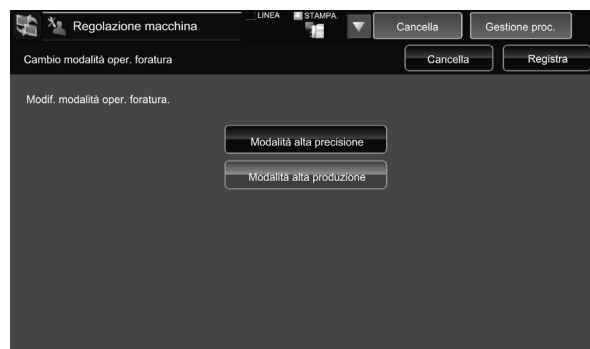 Regolazione macchina
LINEA
STAMPA.
Cancella
Gestione proc.
Cambio modalità oper. foratura
Cancella
Registra
Modif. modalità oper. foratura.
Modalità alta precisione
Modalità alta produzione